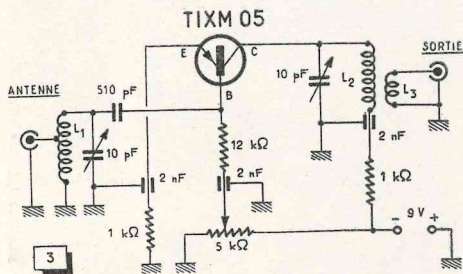 TIXM 05
E
C
B
SORTIE
ANTENNE
510 pF
10 pF
L2
L3
L1
10 pF
12 kΩ
2 nF
2 nF
2 nF
1 kΩ
1 kΩ
5 kΩ
- 9V +
3